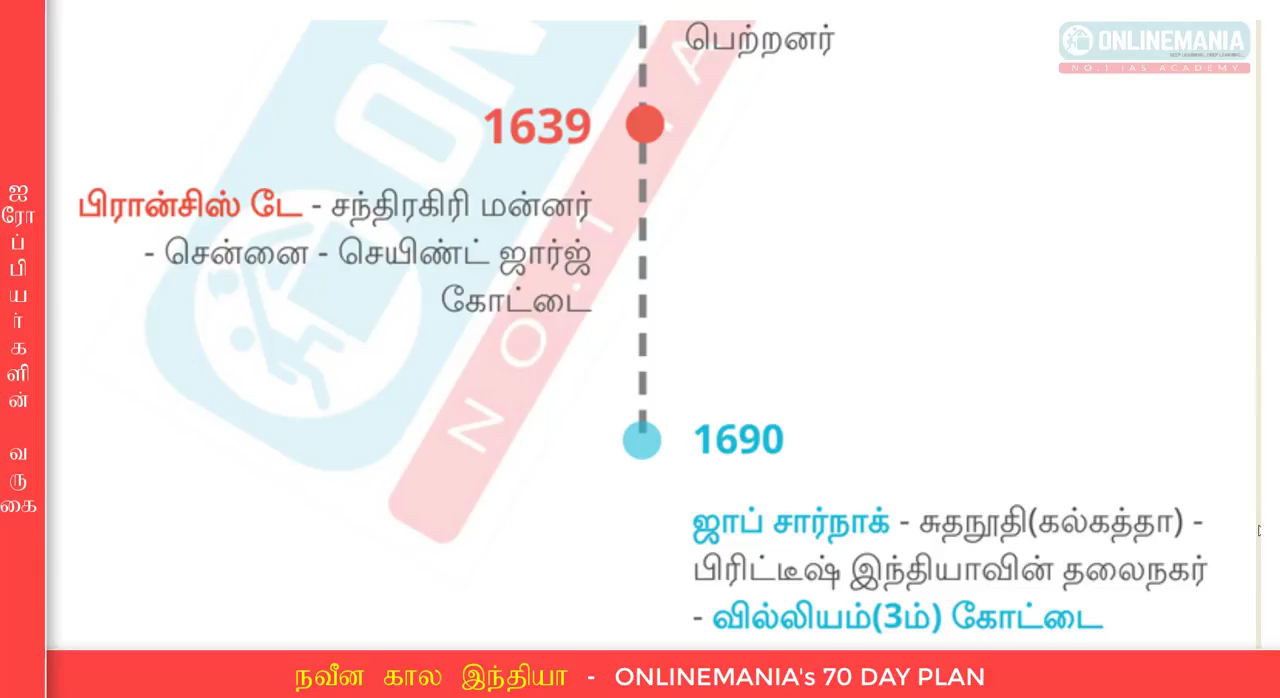 பெற்றனர்
ONLINEMANIA
NO.1 IAS ACADEMY
1639
பிரான்சிஸ் டே - சந்திரகிரி மன்னர்
- சென்னை - செயிண்ட் ஜார்ஜ்
கோட்டை
1690
ஜாப் சார்நாக் - சுதநூதி(கல்கத்தா) -
பிரிட்டீஷ் இந்தியாவின் தலைநகர்
- வில்லியம்(3ம்) கோட்டை
ஐரோப்பியர்களின் வருகை
நவீன கால இந்தியா - ONLINEMANIA's 70 DAY PLAN